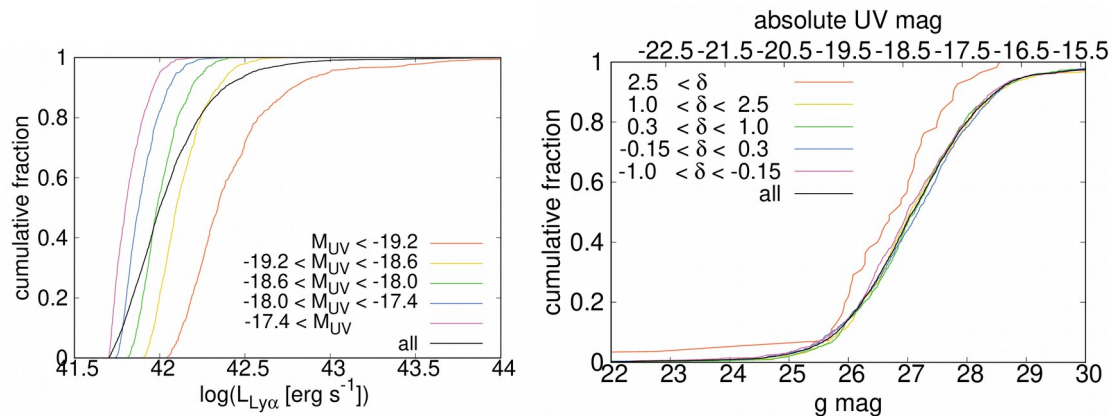 cumulative fraction
1
0.8
0.6
0.4
0.2
0
M_UV < -19.2
-19.2 < M_UV < -18.6
-18.6 < M_UV < -18.0
-18.0 < M_UV < -17.4
-17.4 < M_UV
all
41.5 42 42.5 43 43.5 44
log(L_Lyα [erg s⁻¹])
absolute UV mag
-22.5 -21.5 -20.5 -19.5 -18.5 -17.5 -16.5 -15.5
cumulative fraction
1
0.8
0.6
0.4
0.2
0
2.5 < δ
1.0 < δ < 2.5
0.3 < δ < 1.0
-0.15 < δ < 0.3
-1.0 < δ < -0.15
all
22 23 24 25 26 27 28 29 30
g mag